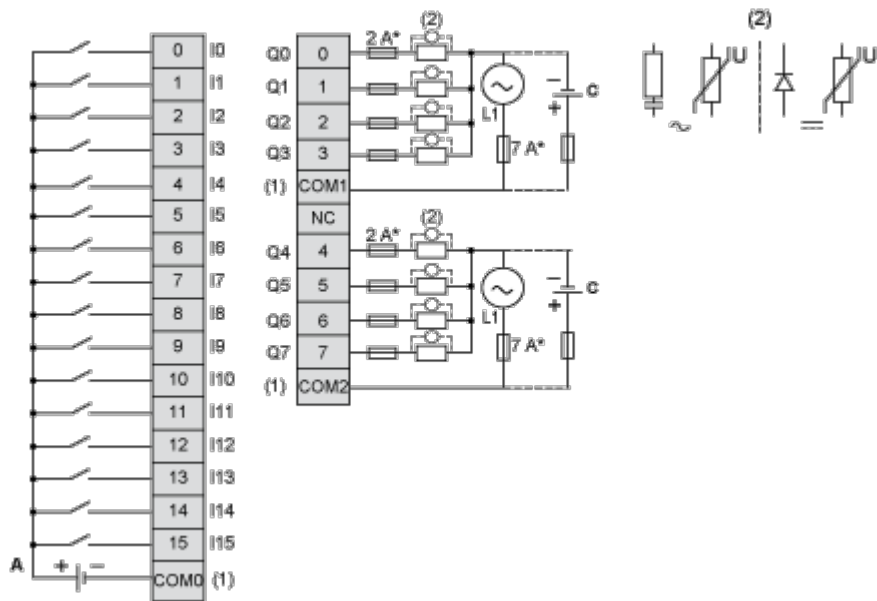 (2)
(2)
0 I0 Q0 0 2 A* U U
1 I1 Q1 1 C
2 I2 Q2 2 L1
3 I3 Q3 3 7 A*
4 I4 (1) COM1
5 I5 NC (2)
6 I6 Q4 4 2 A*
7 I7 Q5 5 C
8 I8 Q6 6 L1
9 I9 Q7 7 7 A*
10 I10 (1) COM2
11 I11
12 I12
13 I13
14 I14
15 I15
A + − COM0 (1)